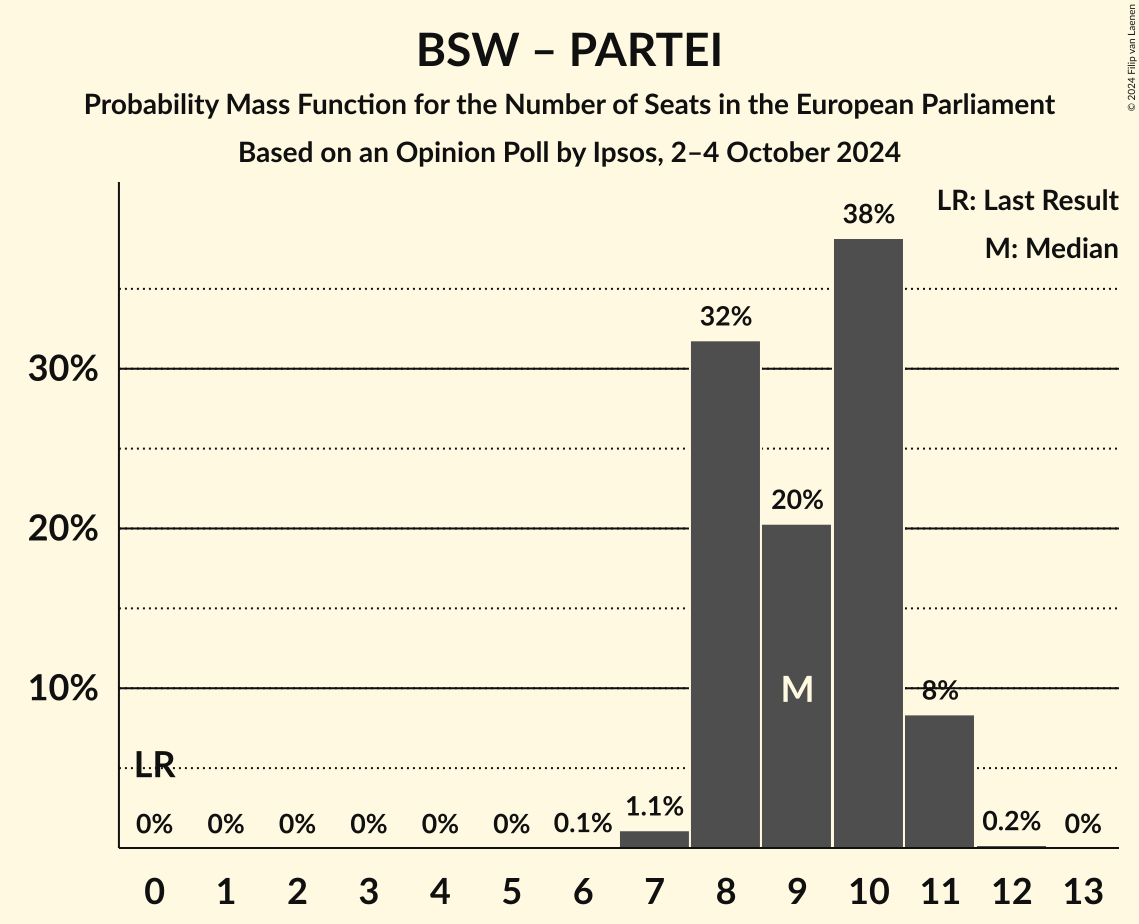 BSW – PARTEI
Probability Mass Function for the Number of Seats in the European Parliament
Based on an Opinion Poll by Ipsos, 2–4 October 2024
© 2024 Filip van Laenen
LR: Last Result
M: Median
38%
32%
30%
20%
20%
10%
M
8%
LR
0% 0% 0% 0% 0% 0% 0.1% 1.1% 0.2% 0%
0 1 2 3 4 5 6 7 8 9 10 11 12 13